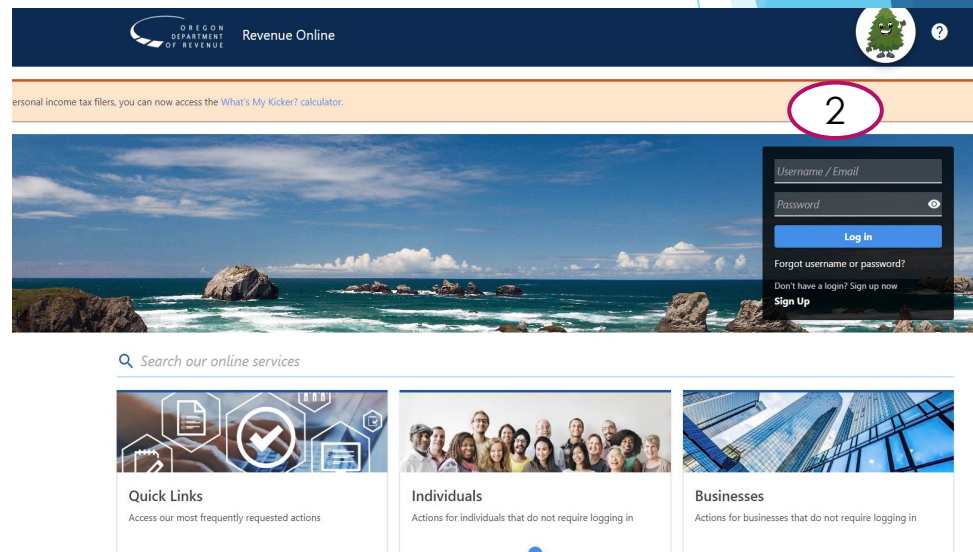 OREGON
DEPARTMENT
OF REVENUE
Revenue Online
?
ersonal income tax filers, you can now access the What's My Kicker? calculator.
2
Username / Email
Password
Log in
Forgot username or password?
Don't have a login? Sign up now
Sign Up
Search our online services
Quick Links
Access our most frequently requested actions
Individuals
Actions for individuals that do not require logging in
Businesses
Actions for businesses that do not require logging in